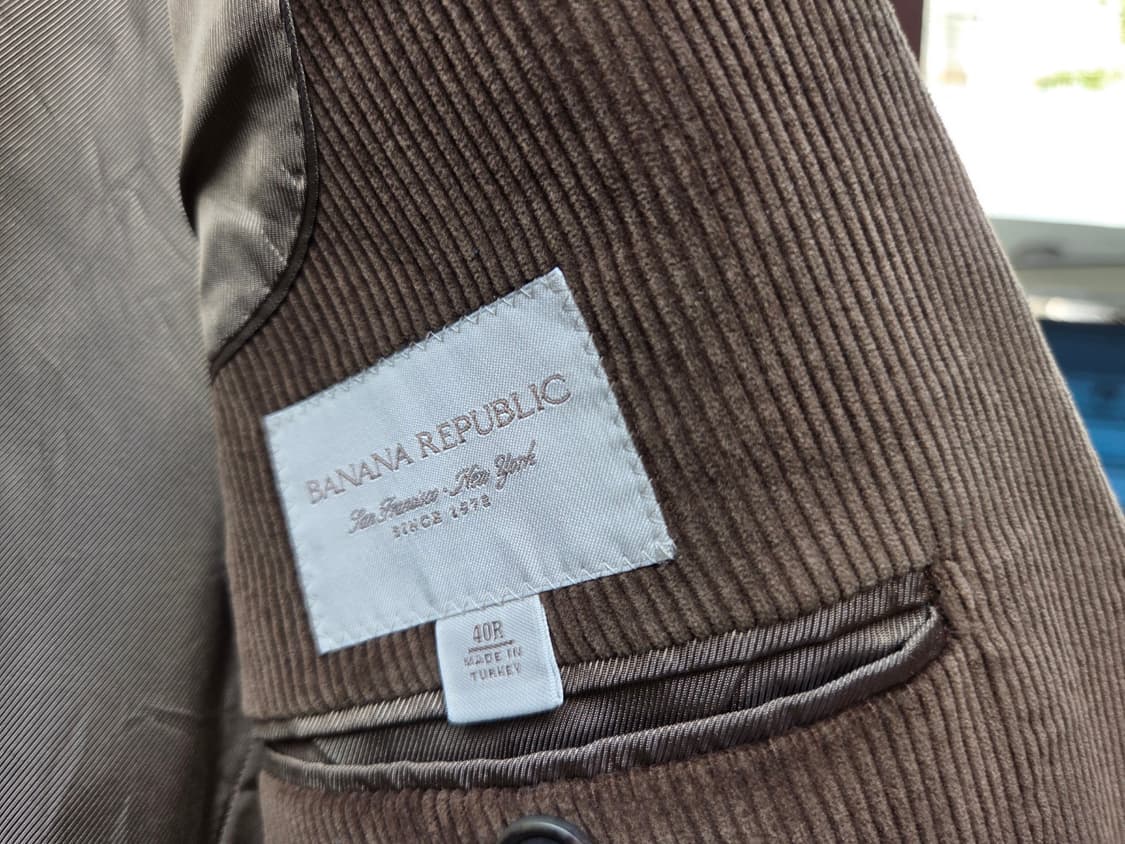 BANANA REPUBLIC
San Francisco · New York
SINCE 1978
40R
MADE IN
TURKEY